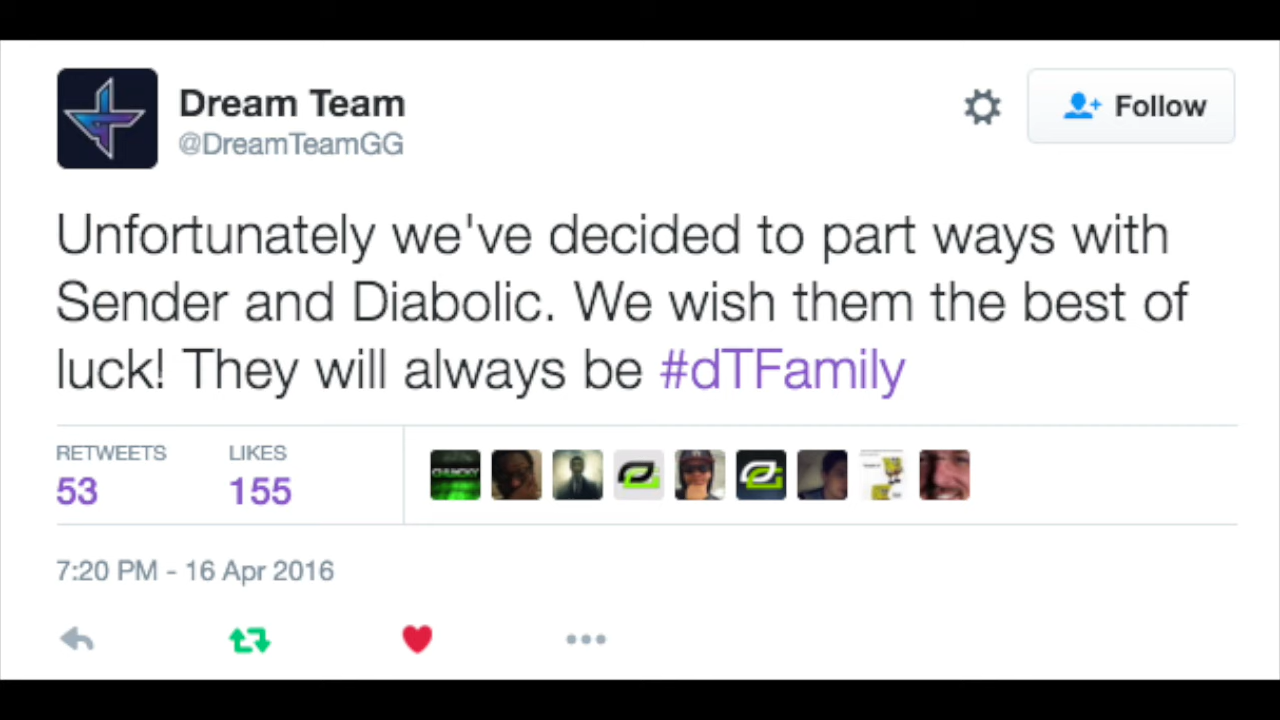 Dream Team
@DreamTeamGG
Follow
Unfortunately we've decided to part ways with
Sender and Diabolic. We wish them the best of
luck! They will always be #dTFamily
RETWEETS LIKES
53 155
7:20 PM - 16 Apr 2016